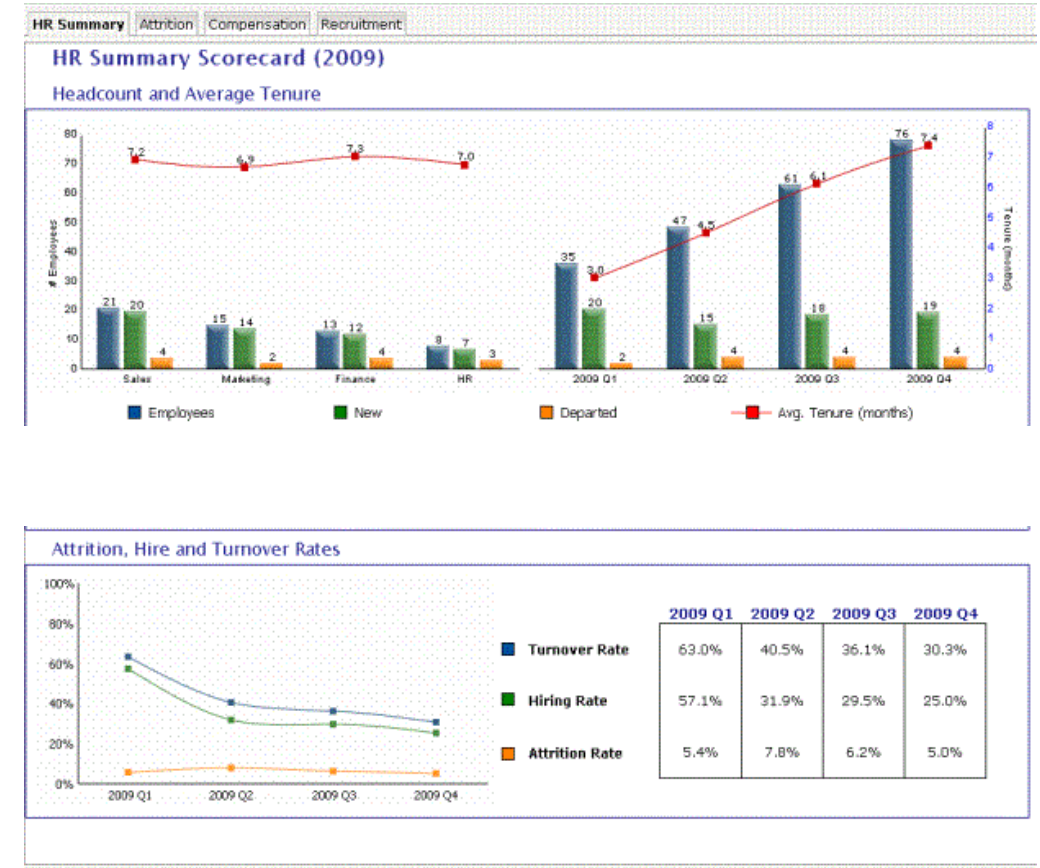 HR Summary Attrition Compensation Recruitment
HR Summary Scorecard (2009)
Headcount and Average Tenure
# Employees
80
70
60
50
40
30
20
10
0
7.2 6.9 7.3 7.0
21 20 4
15 14 2
13 12 4
8 7 3
Sales Marketing Finance HR
35 3.0 20 2
47 4.5 15 4
61 6.1 18 4
76 7.4 19 4
2009 Q1 2009 Q2 2009 Q3 2009 Q4
8
7
6
5
4
3
2
1
0
Tenure (months)
Employees New Departed Avg. Tenure (months)
Attrition, Hire and Turnover Rates
100%
80%
60%
40%
20%
0%
2009 Q1 2009 Q2 2009 Q3 2009 Q4
2009 Q1 2009 Q2 2009 Q3 2009 Q4
Turnover Rate 63.0% 40.5% 36.1% 30.3%
Hiring Rate 57.1% 31.9% 29.5% 25.0%
Attrition Rate 5.4% 7.8% 6.2% 5.0%